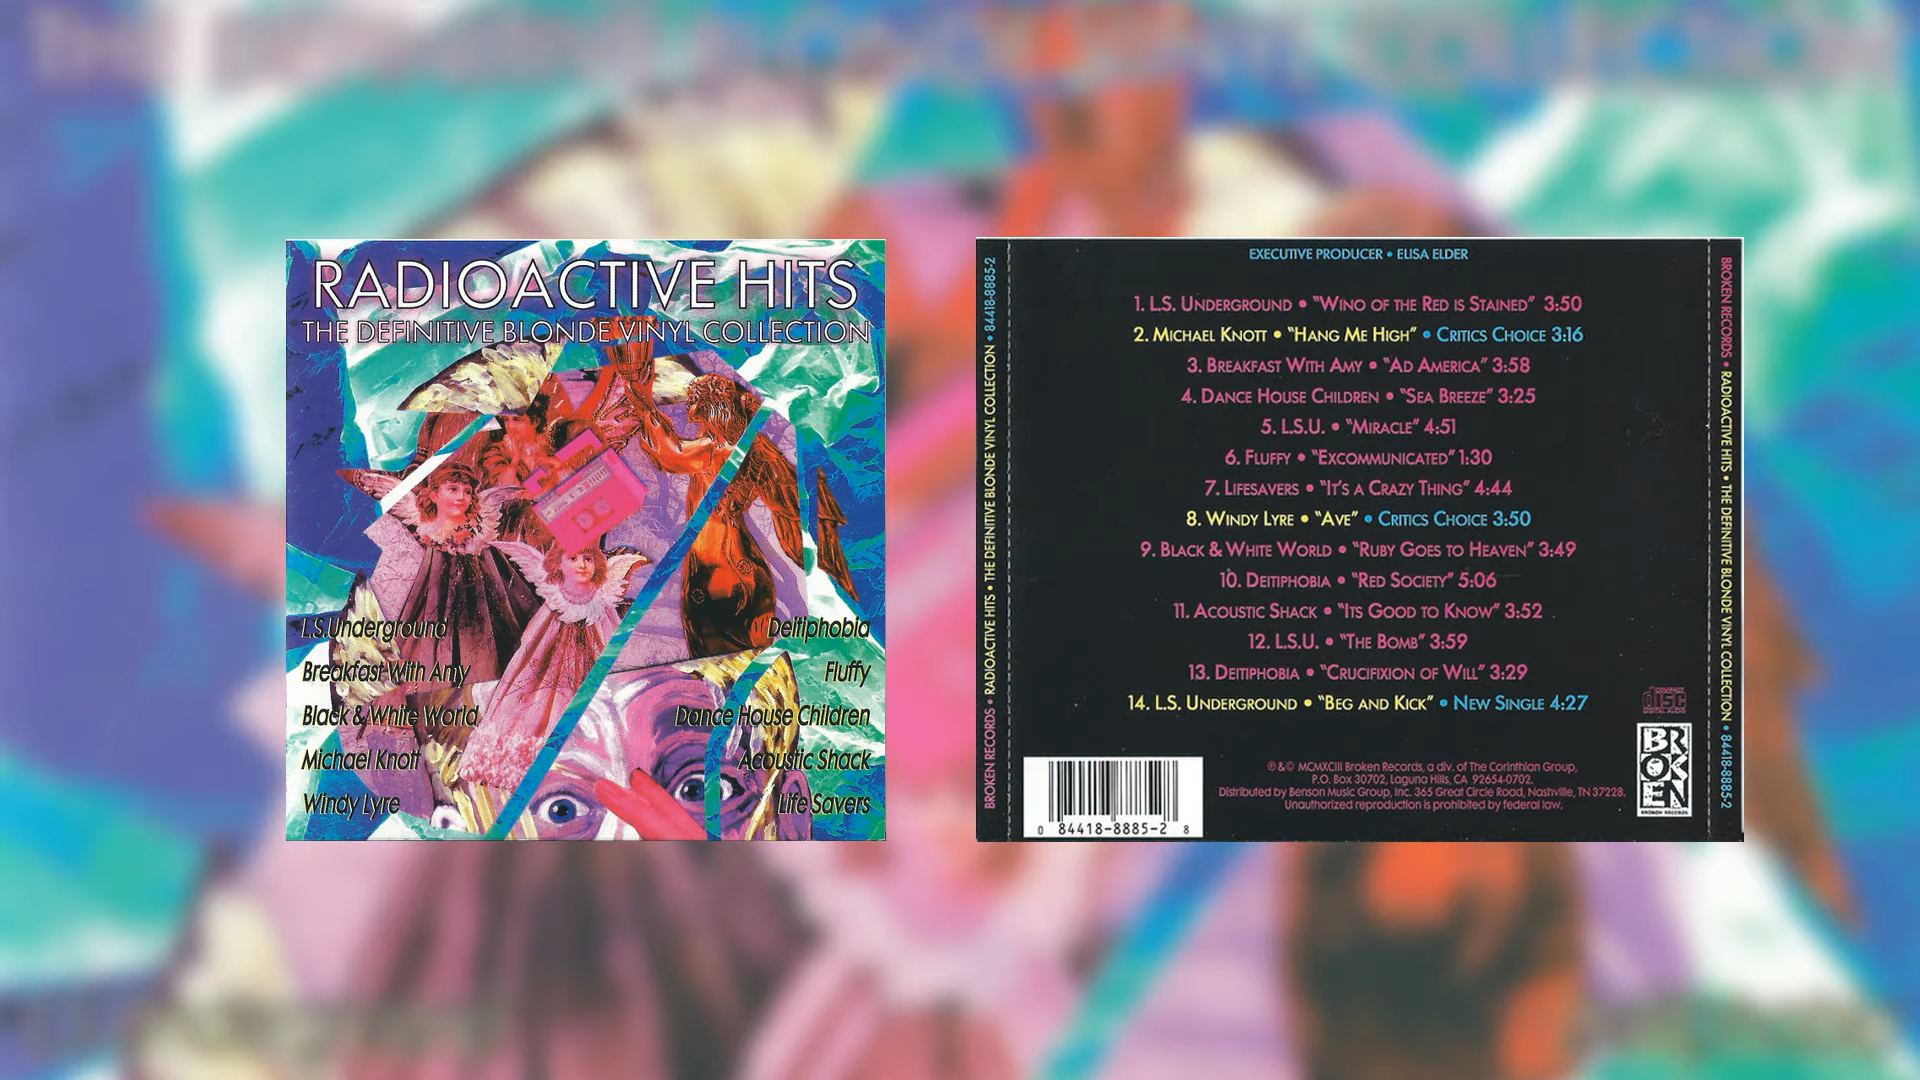 RADIOACTIVE HITS
THE DEFINITIVE BLONDE VINYL COLLECTION
L.S.Underground
Breakfast With Amy
Black & White World
Michael Knott
Windy Lyre
Deitiphobia
Fluffy
Dance House Children
Acoustic Shack
Life Savers
BROKEN RECORDS • RADIOACTIVE HITS • THE DEFINITIVE BLONDE VINYL COLLECTION • 84418-8885-2
EXECUTIVE PRODUCER • ELISA ELDER
1. L.S. UNDERGROUND • "WINO OF THE RED IS STAINED" 3:50
2. MICHAEL KNOTT • "HANG ME HIGH" • CRITICS CHOICE 3:16
3. BREAKFAST WITH AMY • "AD AMERICA" 3:58
4. DANCE HOUSE CHILDREN • "SEA BREEZE" 3:25
5. L.S.U. • "MIRACLE" 4:51
6. FLUFFY • "EXCOMMUNICATED" 1:30
7. LIFESAVERS • "IT'S A CRAZY THING" 4:44
8. WINDY LYRE • "AVE" • CRITICS CHOICE 3:50
9. BLACK & WHITE WORLD • "RUBY GOES TO HEAVEN" 3:49
10. DEITIPHOBIA • "RED SOCIETY" 5:06
11. ACOUSTIC SHACK • "ITS GOOD TO KNOW" 3:52
12. L.S.U. • "THE BOMB" 3:59
13. DEITIPHOBIA • "CRUCIFIXION OF WILL" 3:29
14. L.S. UNDERGROUND • "BEG AND KICK" • NEW SINGLE 4:27
COMPACT
disc
DIGITAL AUDIO
BROKEN
BROKEN RECORDS
℗ & © MCMXCIII Broken Records, a div. of The Corinthian Group,
P.O. Box 30702, Laguna Hills, CA 92654-0702.
Distributed by Benson Music Group, Inc. 365 Great Circle Road, Nashville, TN 37228.
Unauthorized reproduction is prohibited by federal law.
0 84418-8885-2 8
BROKEN RECORDS • RADIOACTIVE HITS • THE DEFINITIVE BLONDE VINYL COLLECTION • 84418-8885-2